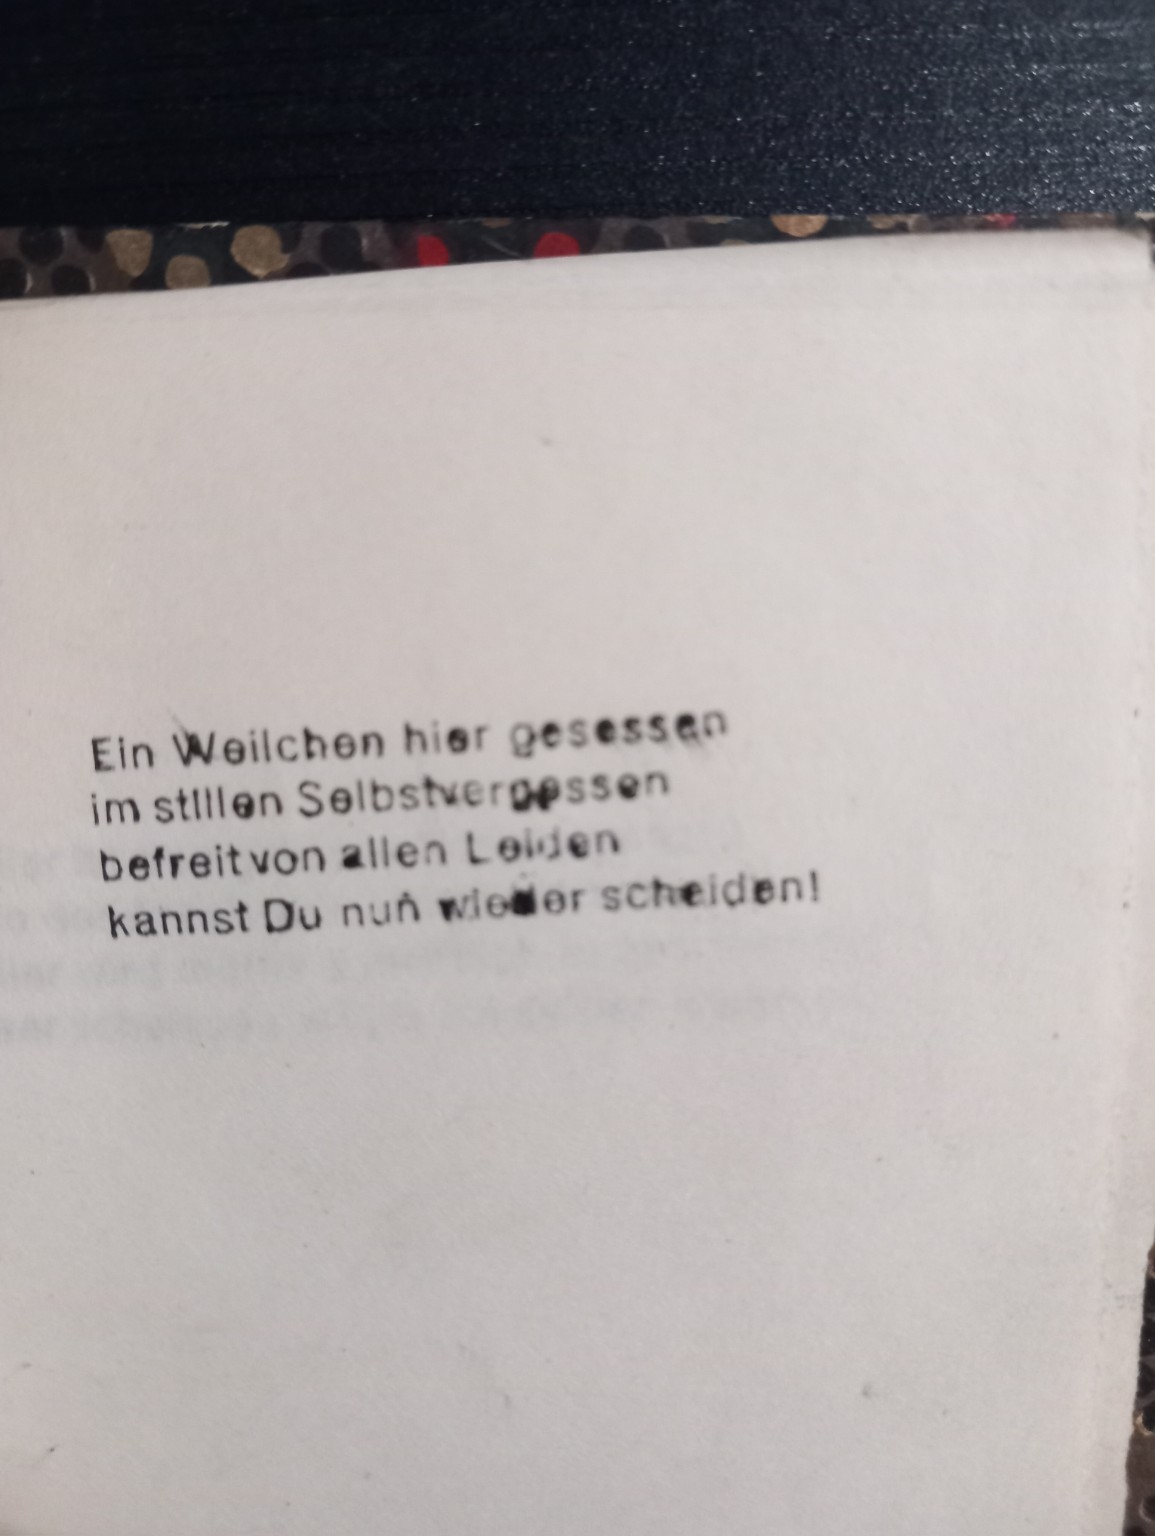 Ein Weilchen hier gesessen
im stillen Selbstvergessen
befreit von allen Leiden
kannst Du nun wieder scheiden!